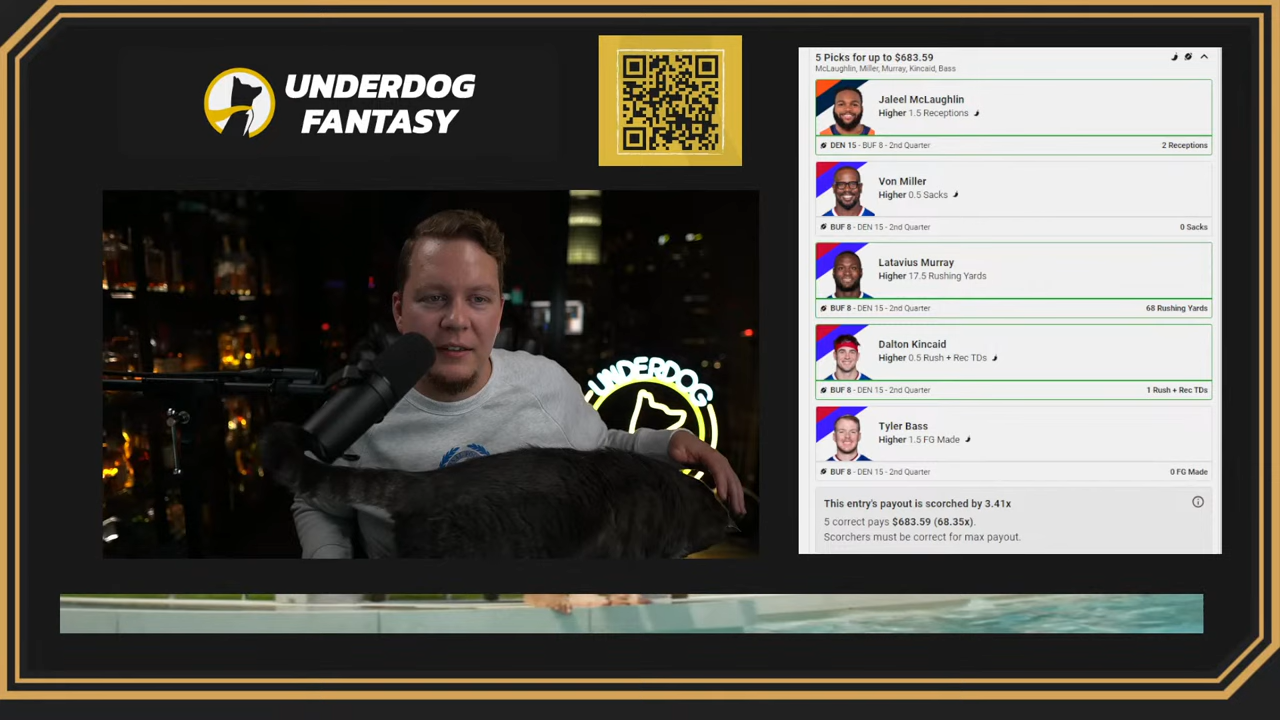 UNDERDOG
FANTASY
UNDERDOG
5 Picks for up to $683.59
McLaughlin, Miller, Murray, Kincaid, Bass
Jaleel McLaughlin
Higher 1.5 Receptions
DEN 15 - BUF 8 - 2nd Quarter
2 Receptions
Von Miller
Higher 0.5 Sacks
BUF 8 - DEN 15 - 2nd Quarter
0 Sacks
Latavius Murray
Higher 17.5 Rushing Yards
BUF 8 - DEN 15 - 2nd Quarter
68 Rushing Yards
Dalton Kincaid
Higher 0.5 Rush + Rec TDs
BUF 8 - DEN 15 - 2nd Quarter
1 Rush + Rec TDs
Tyler Bass
Higher 1.5 FG Made
BUF 8 - DEN 15 - 2nd Quarter
0 FG Made
This entry's payout is scorched by 3.41x
5 correct pays $683.59 (68.35x).
Scorchers must be correct for max payout.